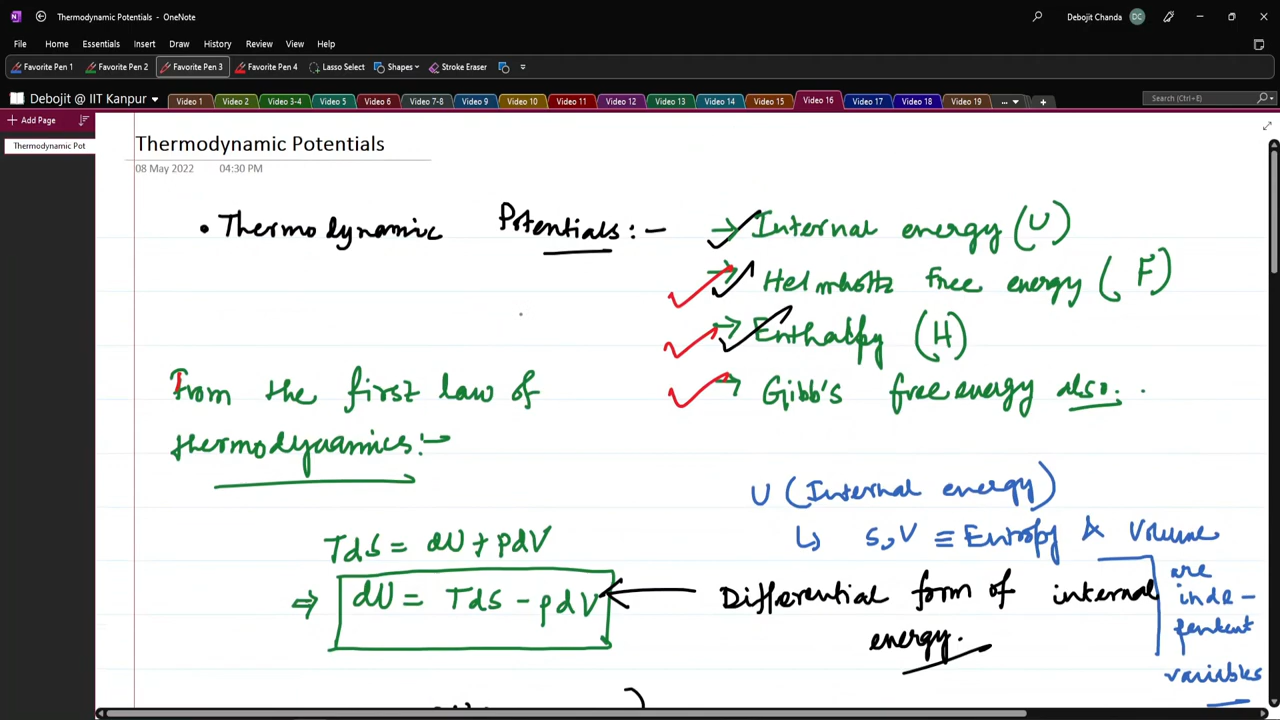 Thermodynamic Potentials - OneNote
Debojit Chanda DC
File Home Essentials Insert Draw History Review View Help
Favorite Pen 1 Favorite Pen 2 Favorite Pen 3 Favorite Pen 4 Lasso Select Shapes Stroke Eraser
Debojit @ IIT Kanpur Video 1 Video 2 Video 3-4 Video 5 Video 6 Video 7-8 Video 9 Video 10 Video 11 Video 12 Video 13 Video 14 Video 15 Video 16 Video 17 Video 18 Video 19 ... + Search (Ctrl+E)
+ Add Page
Thermodynamic Pot
Thermodynamic Potentials
08 May 2022 04:30 PM
• Thermodynamic Potentials :- → Internal energy (U)
→ Helmholtz free energy (F)
→ Enthalpy (H)
→ Gibb's free energy also..
From the first law of
thermodynamics:-
U (Internal energy)
↳ S,V ≡ Entropy & Volume
are
inde-
pendent
variables
TdS = dU + pdV
⇒ dU = TdS - pdV ← Differential form of internal
energy.